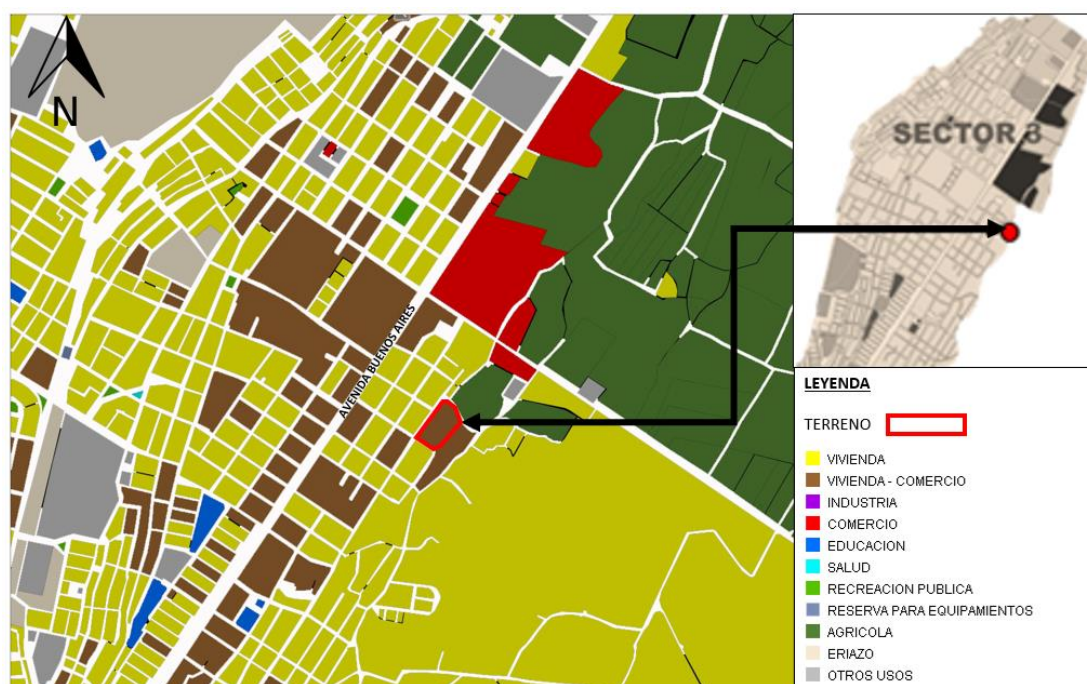 N
AVENIDA BUENOS AIRES
SECTOR 3
LEYENDA
TERRENO
VIVIENDA
VIVIENDA - COMERCIO
INDUSTRIA
COMERCIO
EDUCACION
SALUD
RECREACION PUBLICA
RESERVA PARA EQUIPAMIENTOS
AGRICOLA
ERIAZO
OTROS USOS